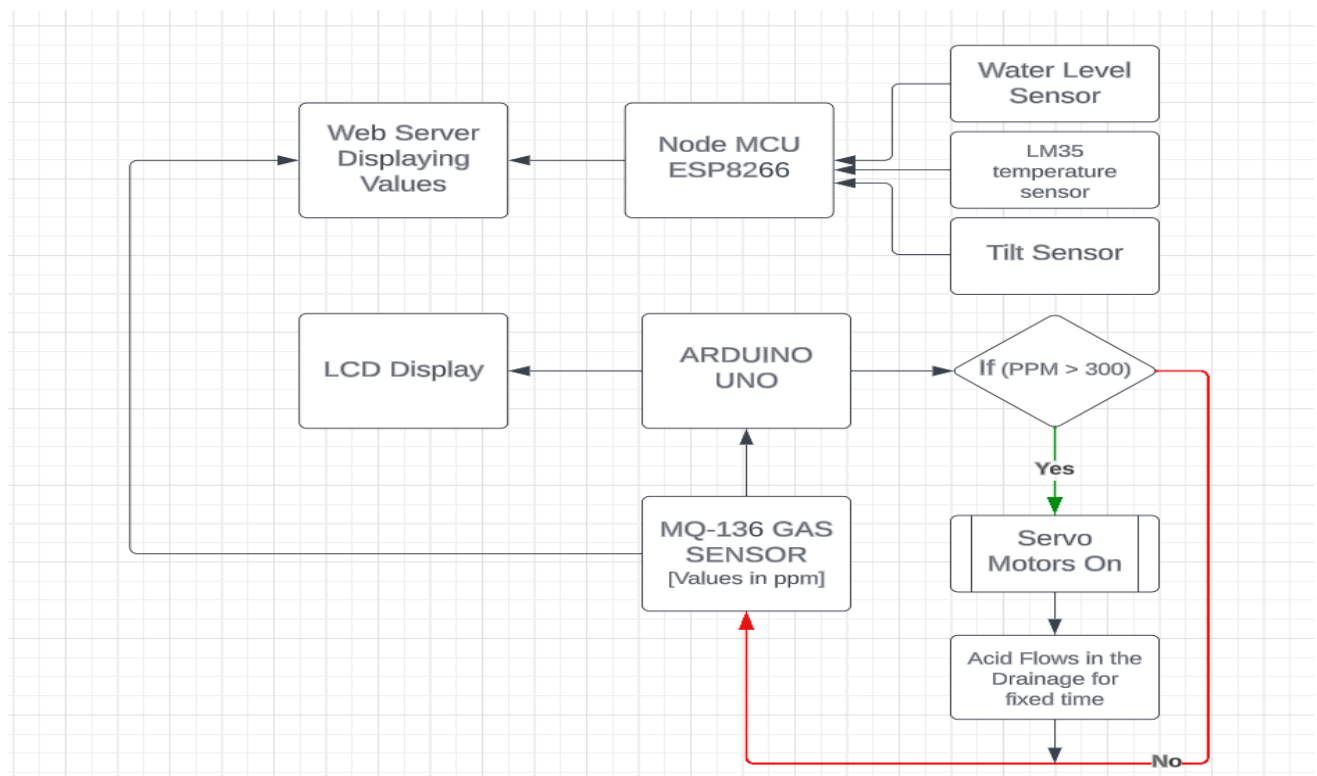 Water Level
Sensor
Web Server
Displaying
Values
Node MCU
ESP8266
LM35
temperature
sensor
Tilt Sensor
LCD Display
ARDUINO
UNO
If (PPM > 300)
Yes
MQ-136 GAS
SENSOR
[Values in ppm]
Servo
Motors On
Acid Flows in the
Drainage for
fixed time
No